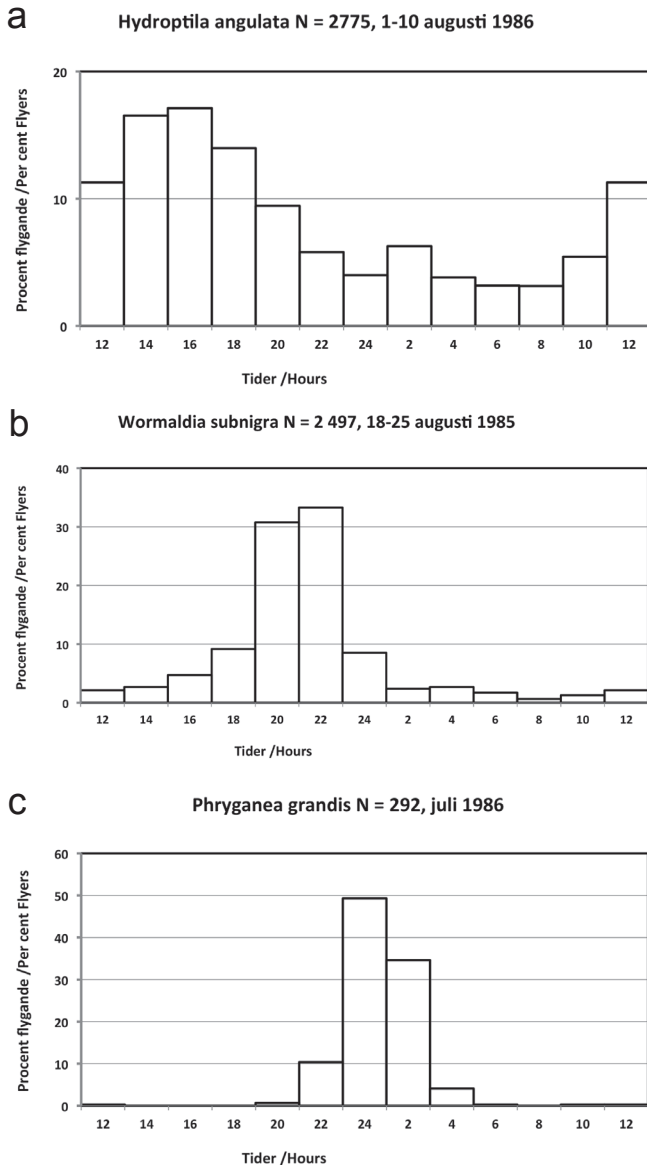 a
Hydroptila angulata N = 2775, 1-10 augusti 1986
Procent flygande /Per cent Flyers
20
10
0
12 14 16 18 20 22 24 2 4 6 8 10 12
Tider /Hours
b
Wormaldia subnigra N = 2 497, 18-25 augusti 1985
Procent flygande /Per cent Flyers
40
30
20
10
0
12 14 16 18 20 22 24 2 4 6 8 10 12
Tider /Hours
c
Phryganea grandis N = 292, juli 1986
Procent flygande /Per cent Flyers
60
50
40
30
20
10
0
12 14 16 18 20 22 24 2 4 6 8 10 12
Tider /Hours